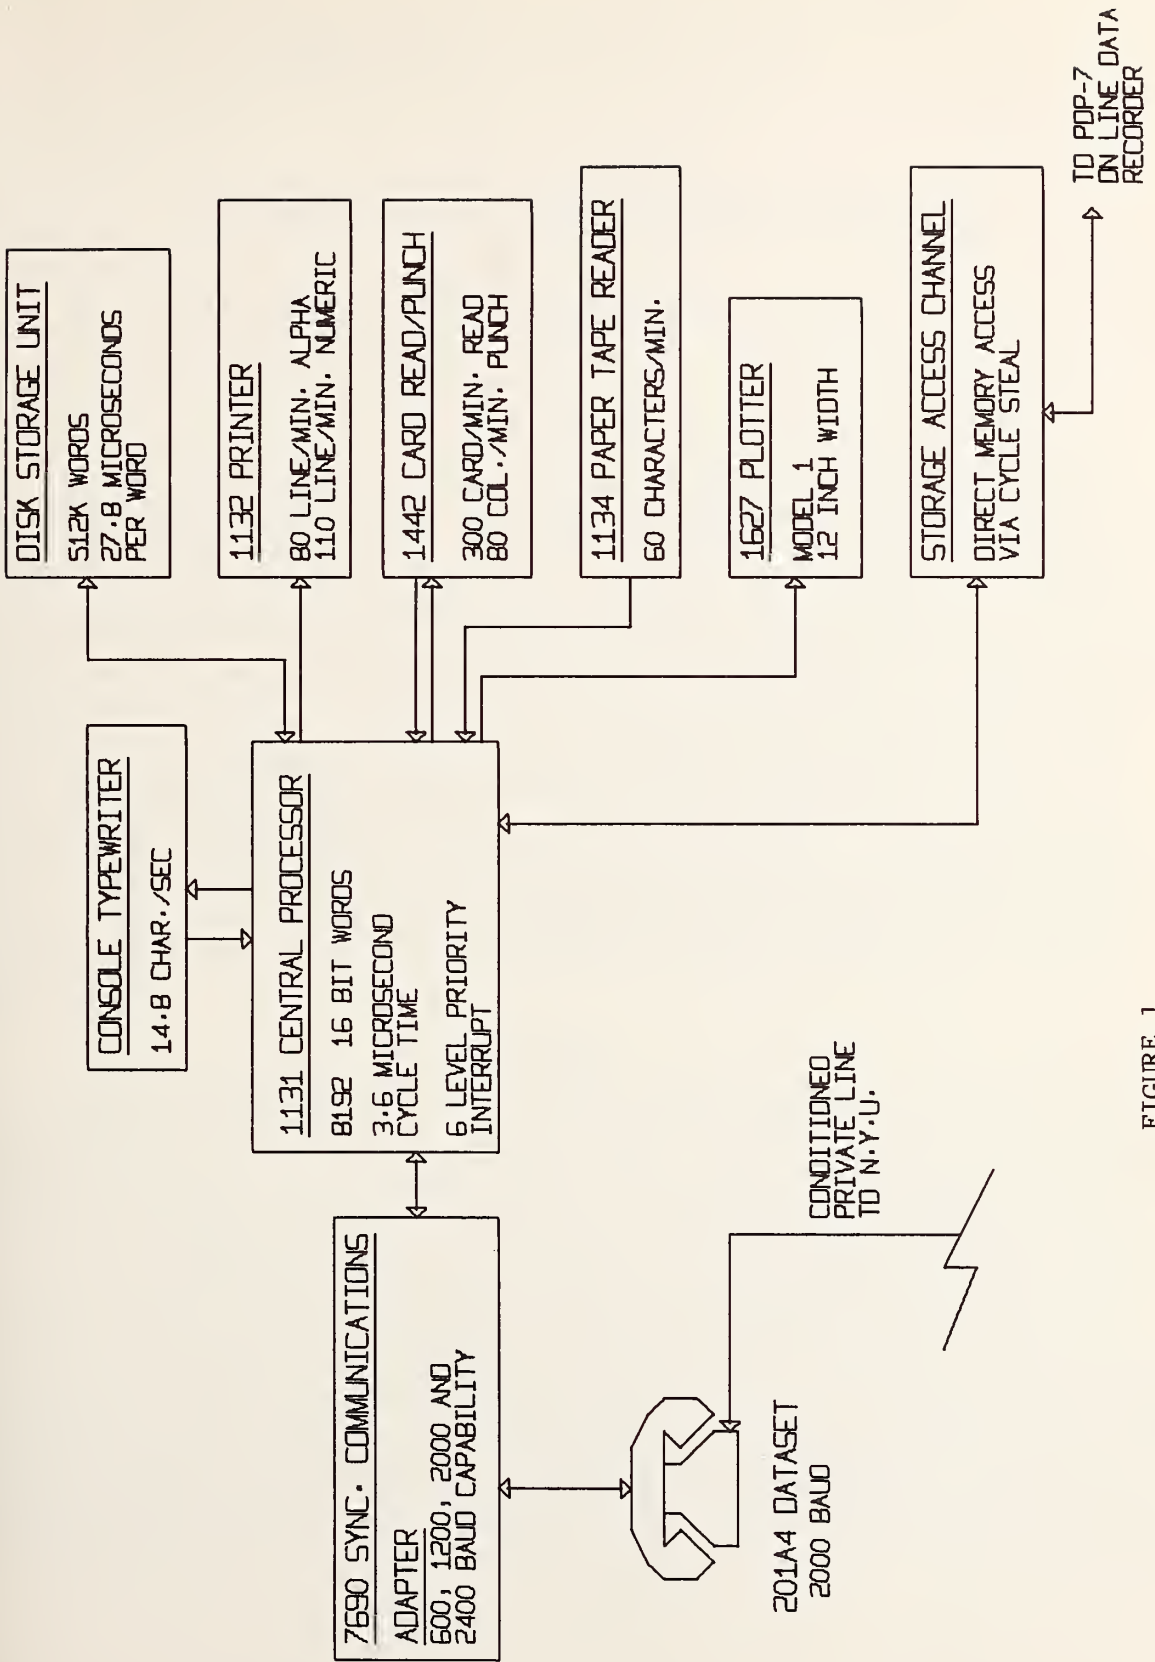 DISK STORAGE UNIT
512K WORDS
27.8 MICROSECONDS
PER WORD
CONSOLE TYPEWRITER
14.8 CHAR./SEC
1132 PRINTER
80 LINE/MIN. ALPHA
110 LINE/MIN. NUMERIC
1131 CENTRAL PROCESSOR
8192 16 BIT WORDS
3.6 MICROSECOND
CYCLE TIME
6 LEVEL PRIORITY
INTERRUPT
1442 CARD READ/PUNCH
300 CARD/MIN. READ
80 COL./MIN. PUNCH
7690 SYNC. COMMUNICATIONS
ADAPTER
600, 1200, 2000 AND
2400 BAUD CAPABILITY
1134 PAPER TAPE READER
60 CHARACTERS/MIN.
1627 PLOTTER
MODEL 1
12 INCH WIDTH
201A4 DATASET
2000 BAUD
CONDITIONED
PRIVATE LINE
TO N.Y.U.
STORAGE ACCESS CHANNEL
DIRECT MEMORY ACCESS
VIA CYCLE STEAL
TO PDP-7
ON LINE DATA
RECORDER
FIGURE 1